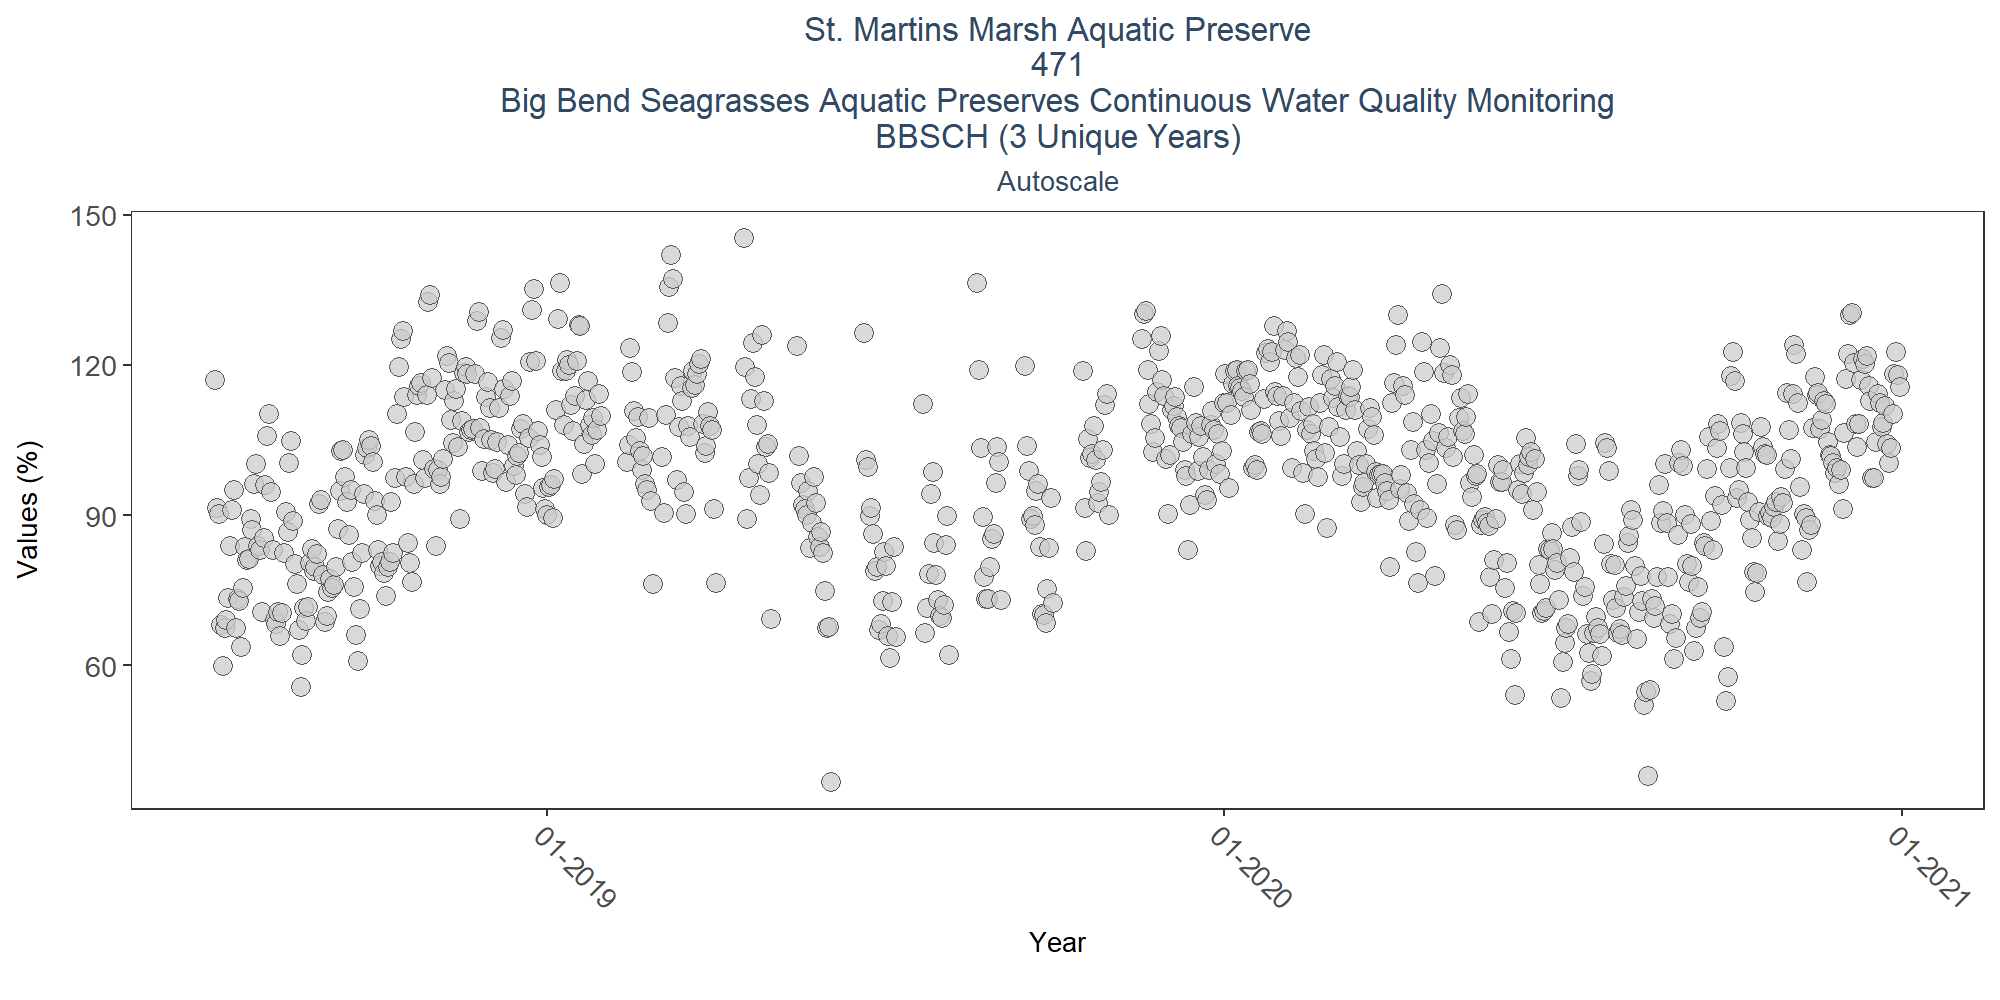 St. Martins Marsh Aquatic Preserve
471
Big Bend Seagrasses Aquatic Preserves Continuous Water Quality Monitoring
BBSCH (3 Unique Years)
Autoscale
150
120
90
60
Values (%)
01-2019
01-2020
01-2021
Year